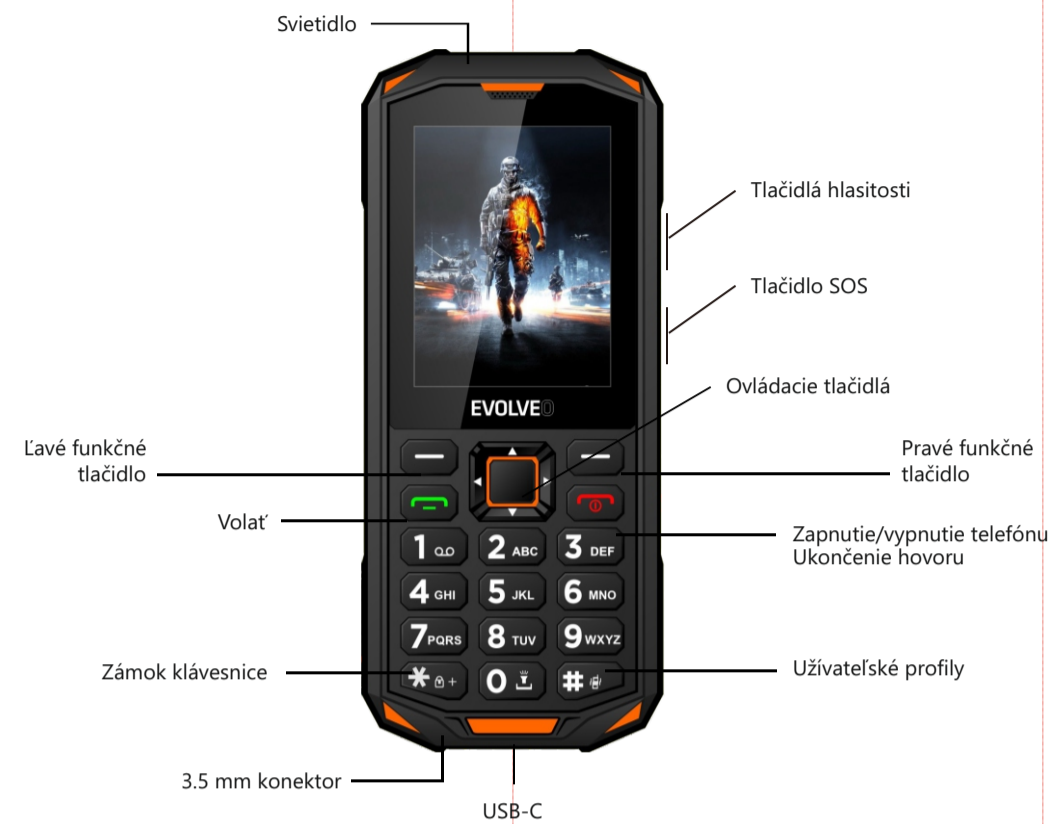 Svietidlo
Tlačidlá hlasitosti
Tlačidlo SOS
Ovládacie tlačidlá
EVOLVEO
Ľavé funkčné
tlačidlo
Pravé funkčné
tlačidlo
Volať
Zapnutie/vypnutie telefónu
Ukončenie hovoru
1
2 ABC
3 DEF
4 GHI
5 JKL
6 MNO
7 PQRS
8 TUV
9 WXYZ
Zámok klávesnice
* +
0
#
Užívateľské profily
3.5 mm konektor
USB-C